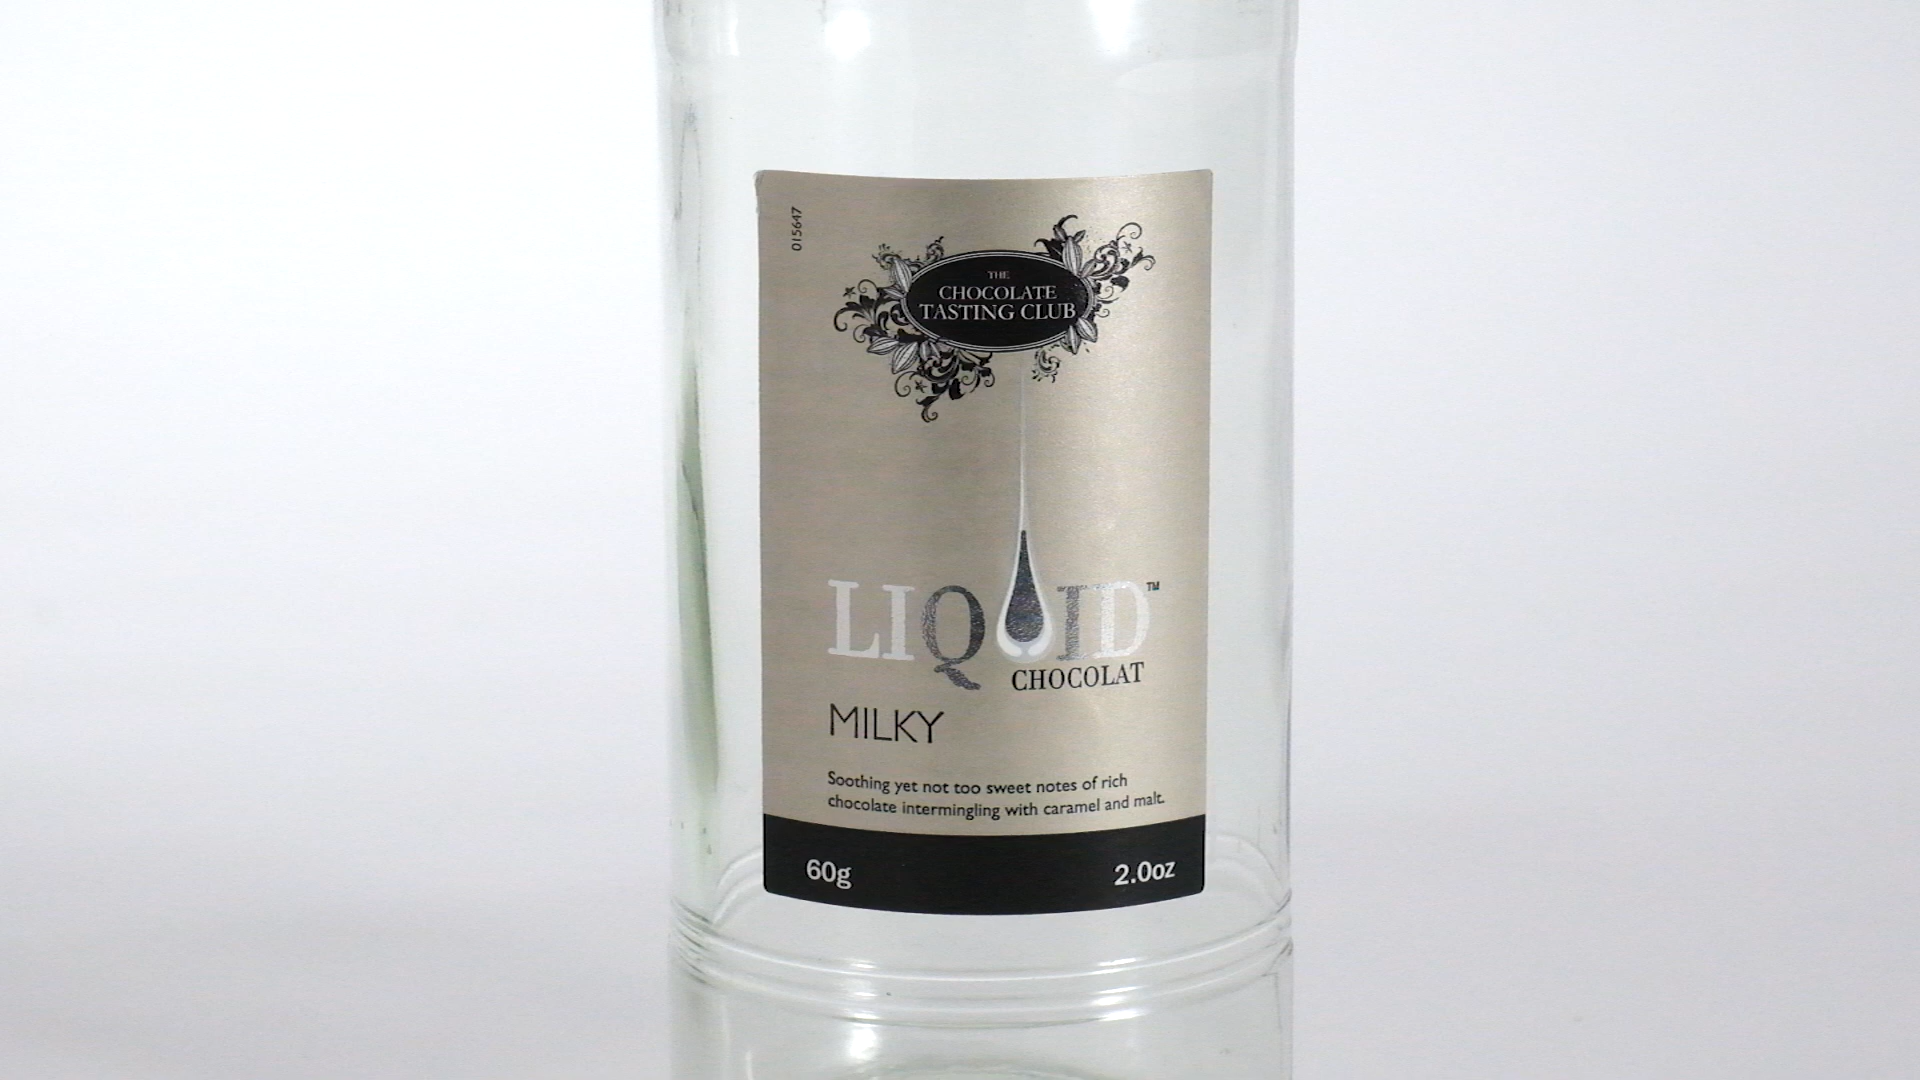 015647
THE
CHOCOLATE
TASTING CLUB
LIQUID™
CHOCOLAT
MILKY
Soothing yet not too sweet notes of rich
chocolate intermingling with caramel and malt.
60g 2.0oz